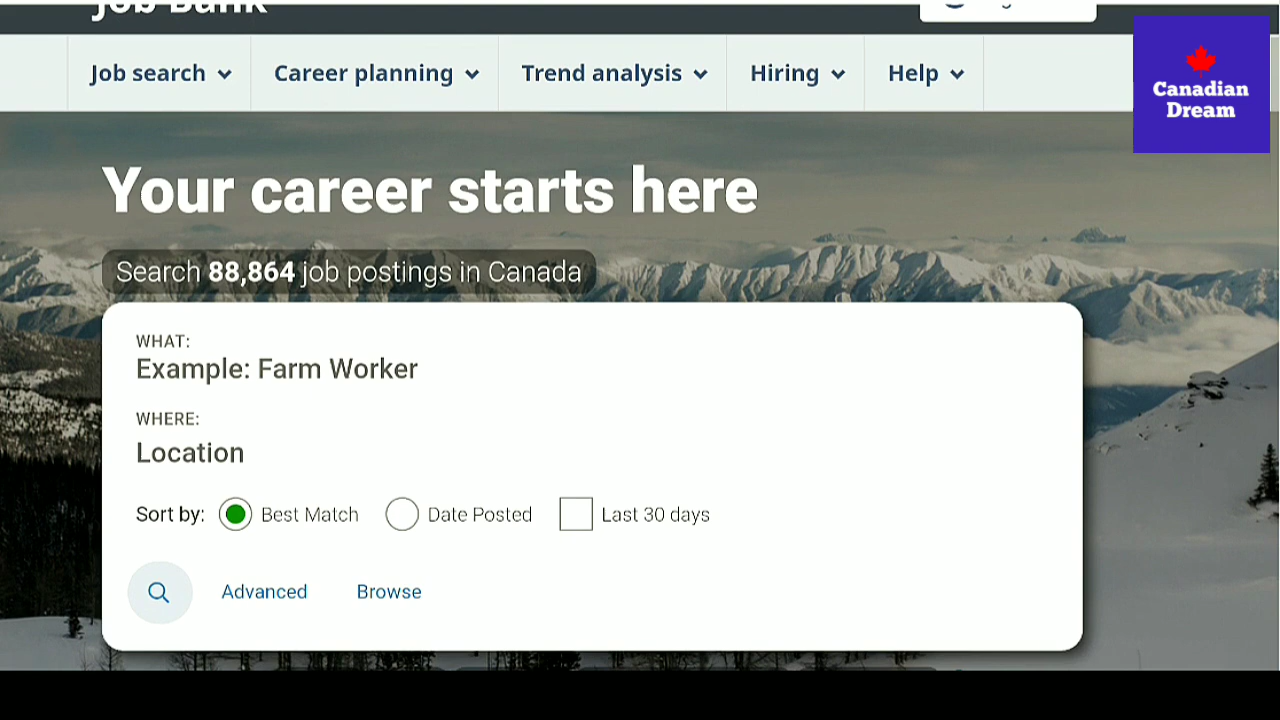 Job Bank
Job search
Career planning
Trend analysis
Hiring
Help
Canadian
Dream
Your career starts here
Search 88,864 job postings in Canada
WHAT:
Example: Farm Worker
WHERE:
Location
Sort by: Best Match Date Posted Last 30 days
Advanced Browse